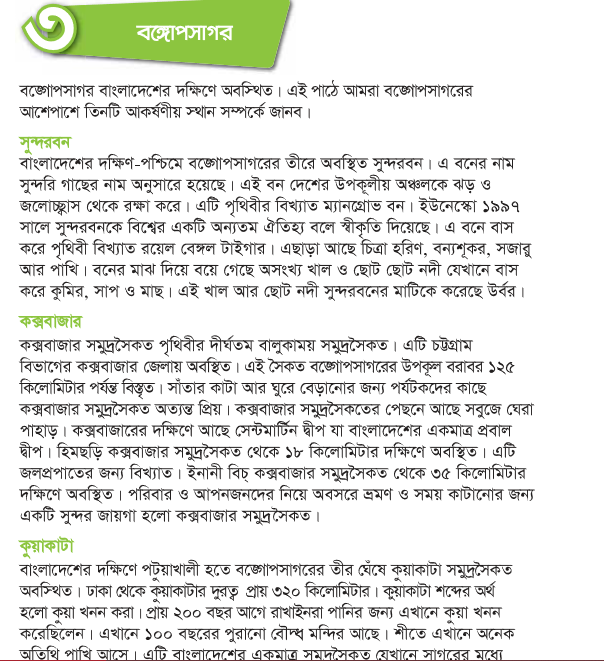 ৩
বঙ্গোপসাগর
বঙ্গোপসাগর বাংলাদেশের দক্ষিণে অবস্থিত। এই পাঠে আমরা বঙ্গোপসাগরের
আশেপাশে তিনটি আকর্ষণীয় স্থান সম্পর্কে জানব।
সুন্দরবন
বাংলাদেশের দক্ষিণ-পশ্চিমে বঙ্গোপসাগরের তীরে অবস্থিত সুন্দরবন। এ বনের নাম
সুন্দরি গাছের নাম অনুসারে হয়েছে। এই বন দেশের উপকূলীয় অঞ্চলকে ঝড় ও
জলোচ্ছ্বাস থেকে রক্ষা করে। এটি পৃথিবীর বিখ্যাত ম্যানগ্রোভ বন। ইউনেস্কো ১৯৯৭
সালে সুন্দরবনকে বিশ্বের একটি অন্যতম ঐতিহ্য বলে স্বীকৃতি দিয়েছে। এ বনে বাস
করে পৃথিবী বিখ্যাত রয়েল বেঙ্গল টাইগার। এছাড়া আছে চিত্রা হরিণ, বন্যশূকর, সজারু
আর পাখি। বনের মাঝ দিয়ে বয়ে গেছে অসংখ্য খাল ও ছোট ছোট নদী যেখানে বাস
করে কুমির, সাপ ও মাছ। এই খাল আর ছোট নদী সুন্দরবনের মাটিকে করেছে উর্বর।
কক্সবাজার
কক্সবাজার সমুদ্রসৈকত পৃথিবীর দীর্ঘতম বালুকাময় সমুদ্রসৈকত। এটি চট্টগ্রাম
বিভাগের কক্সবাজার জেলায় অবস্থিত। এই সৈকত বঙ্গোপসাগরের উপকূল বরাবর ১২৫
কিলোমিটার পর্যন্ত বিস্তৃত। সাঁতার কাটা আর ঘুরে বেড়ানোর জন্য পর্যটকদের কাছে
কক্সবাজার সমুদ্রসৈকত অত্যন্ত প্রিয়। কক্সবাজার সমুদ্রসৈকতের পেছনে আছে সবুজে ঘেরা
পাহাড়। কক্সবাজারের দক্ষিণে আছে সেন্টমার্টিন দ্বীপ যা বাংলাদেশের একমাত্র প্রবাল
দ্বীপ। হিমছড়ি কক্সবাজার সমুদ্রসৈকত থেকে ১৮ কিলোমিটার দক্ষিণে অবস্থিত। এটি
জলপ্রপাতের জন্য বিখ্যাত। ইনানী বিচ্ কক্সবাজার সমুদ্রসৈকত থেকে ৩৫ কিলোমিটার
দক্ষিণে অবস্থিত। পরিবার ও আপনজনদের নিয়ে অবসরে ভ্রমণ ও সময় কাটানোর জন্য
একটি সুন্দর জায়গা হলো কক্সবাজার সমুদ্রসৈকত।
কুয়াকাটা
বাংলাদেশের দক্ষিণে পটুয়াখালী হতে বঙ্গোপসাগরের তীর ঘেঁষে কুয়াকাটা সমুদ্রসৈকত
অবস্থিত। ঢাকা থেকে কুয়াকাটার দুরত্ব প্রায় ৩২০ কিলোমিটার। কুয়াকাটা শব্দের অর্থ
হলো কুয়া খনন করা। প্রায় ২০০ বছর আগে রাখাইনরা পানির জন্য এখানে কুয়া খনন
করেছিলেন। এখানে ১০০ বছরের পুরানো বৌদ্ধ মন্দির আছে। শীতে এখানে অনেক
অতিথি পাখি আসে। এটি বাংলাদেশের একমাত্র সমুদ্রসৈকত যেখানে সাগরের মধ্যে